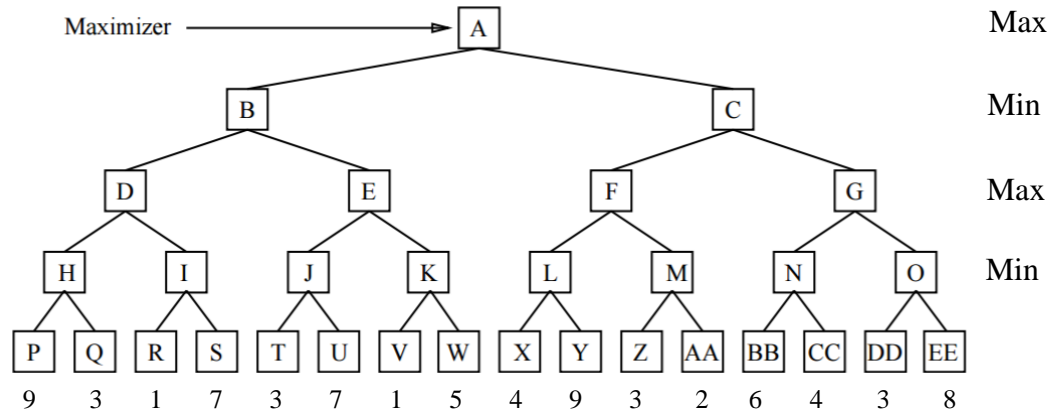 Maximizer A Max
B C Min
D E F G Max
H I J K L M N O Min
P Q R S T U V W X Y Z AA BB CC DD EE
9 3 1 7 3 7 1 5 4 9 3 2 6 4 3 8